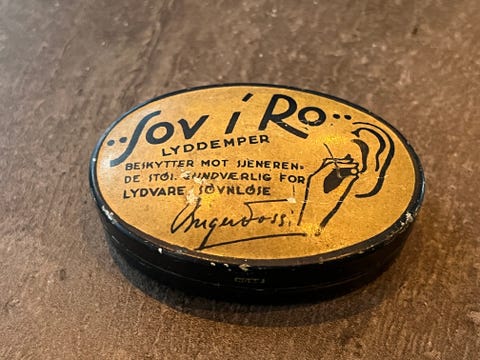 "Sov i Ro"
LYDDEMPER
BESKYTTER MOT SJENEREN-
DE STØI. UUNDVÆRLIG FOR
LYDVARE, SØVNLØSE